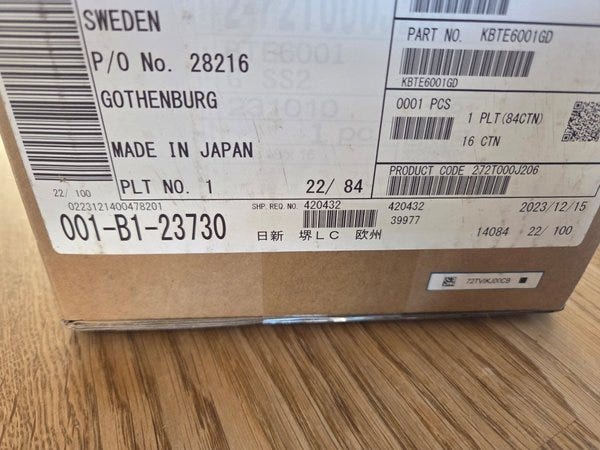 SWEDEN
P/O No. 28216
GOTHENBURG
MADE IN JAPAN
PLT NO. 1 22/ 84
PART NO. KBTE6001GD
KBTE6001GD
0001 PCS
1 PLT(84CTN)
16 CTN
PRODUCT CODE 272T000J206
22/ 100
0223121400478201
001-B1-23730
SHP.REQ.NO. 420432
420432
39977
2023/12/15
日新 堺LC 欧州
14084 22/ 100
72TVIKJ00CB